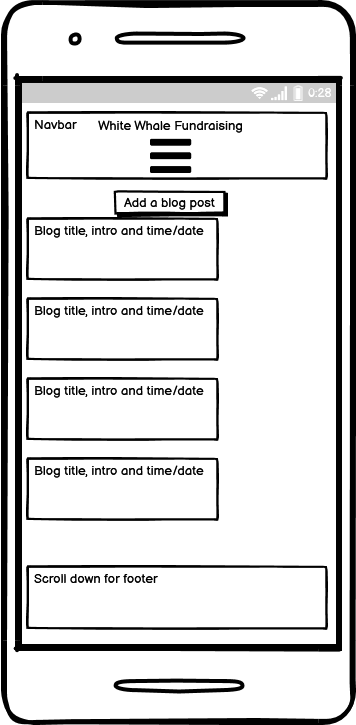 0:28
Navbar White Whale Fundraising
Add a blog post
Blog title, intro and time/date
Blog title, intro and time/date
Blog title, intro and time/date
Blog title, intro and time/date
Scroll down for footer